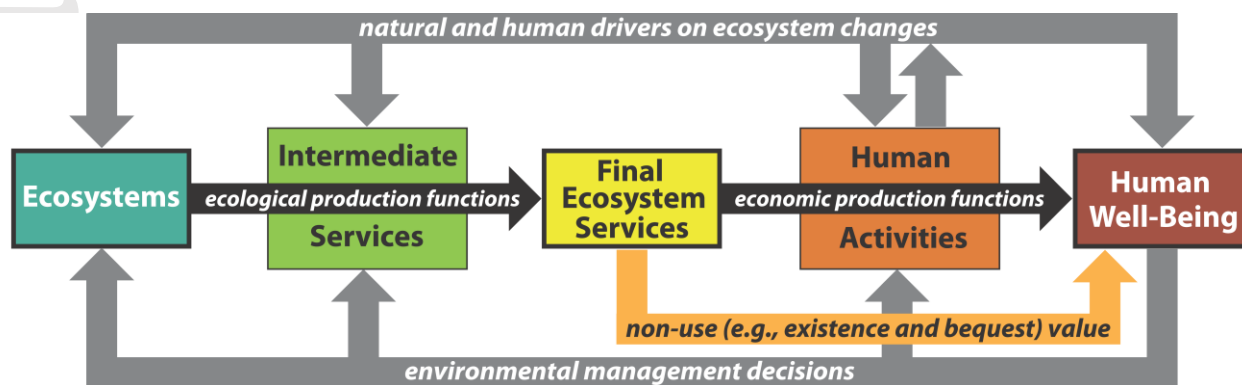 natural and human drivers on ecosystem changes
Ecosystems
Intermediate
Services
ecological production functions
Final
Ecosystem
Services
Human
Activities
economic production functions
Human
Well-Being
non-use (e.g., existence and bequest) value
environmental management decisions